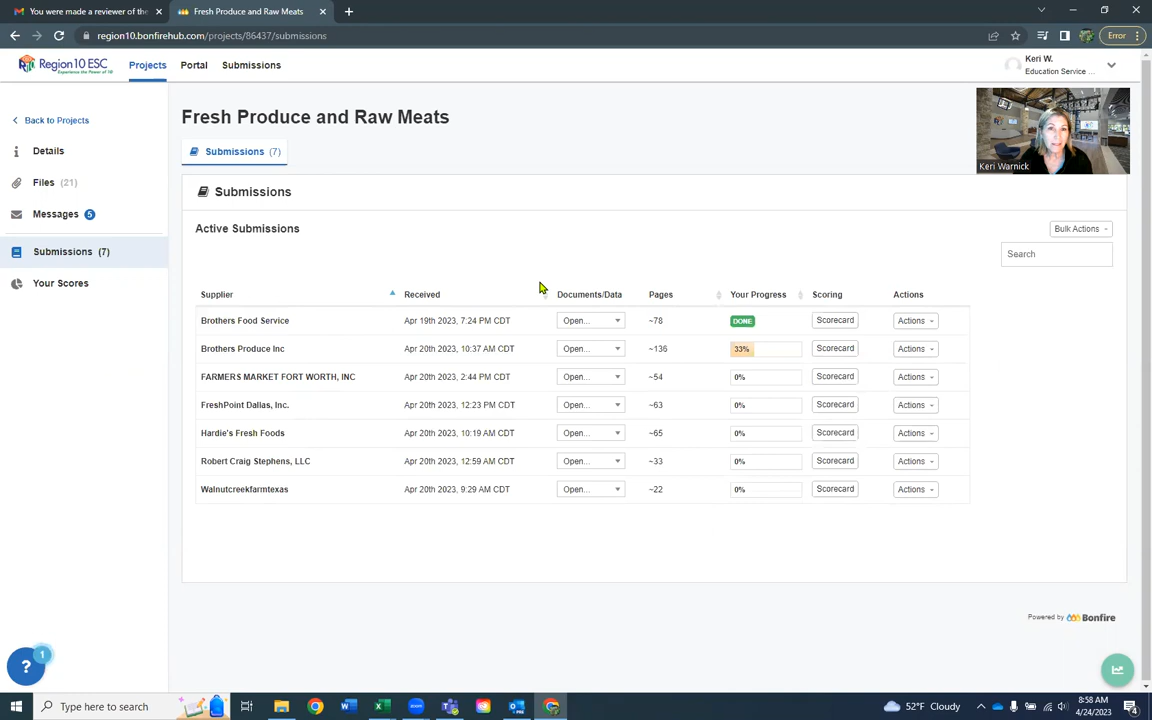 You were made a reviewer of the
Fresh Produce and Raw Meats
region10.bonfirehub.com/projects/86437/submissions
Error
Region 10 ESC
Experience the Power of 10
Projects
Portal
Submissions
Keri W.
Education Service ...
Back to Projects
Details
Files (21)
Messages 5
Submissions (7)
Your Scores
Fresh Produce and Raw Meats
Submissions (7)
Keri Warnick
Submissions
Active Submissions
Bulk Actions
Search
Supplier Received Documents/Data Pages Your Progress Scoring Actions
Brothers Food Service Apr 19th 2023, 7:24 PM CDT Open... ~78 DONE Scorecard Actions
Brothers Produce Inc Apr 20th 2023, 10:37 AM CDT Open... ~136 33% Scorecard Actions
FARMERS MARKET FORT WORTH, INC Apr 20th 2023, 2:44 PM CDT Open... ~54 0% Scorecard Actions
FreshPoint Dallas, Inc. Apr 20th 2023, 12:23 PM CDT Open... ~63 0% Scorecard Actions
Hardie's Fresh Foods Apr 20th 2023, 10:19 AM CDT Open... ~65 0% Scorecard Actions
Robert Craig Stephens, LLC Apr 20th 2023, 12:59 AM CDT Open... ~33 0% Scorecard Actions
Walnutcreekfarmtexas Apr 20th 2023, 9:29 AM CDT Open... ~22 0% Scorecard Actions
Powered by Bonfire
? 1
Type here to search
52°F Cloudy
8:58 AM
4/24/2023
4